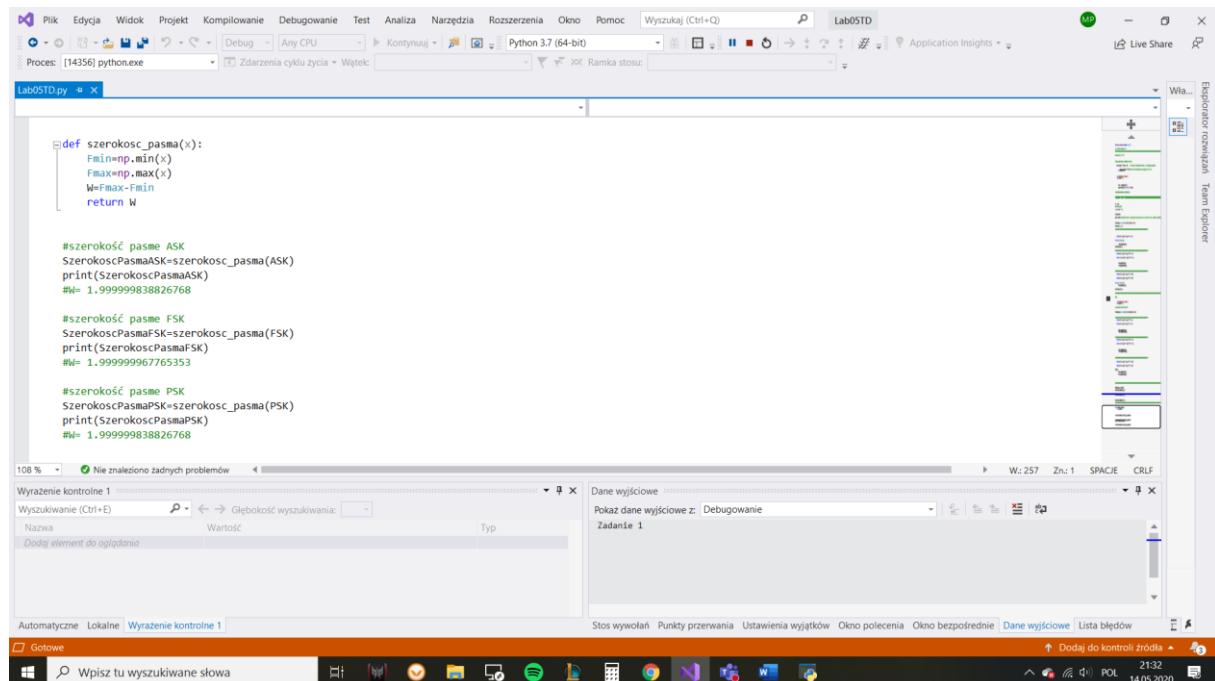 Plik Edycja Widok Projekt Kompilowanie Debugowanie Test Analiza Narzędzia Rozszerzenia Okno Pomoc Wyszukaj (Ctrl+Q) Lab05TD MP
Debug Any CPU Kontynuuj Python 3.7 (64-bit) Application Insights Live Share
Proces: [14356] python.exe Zdarzenia cyklu życia Wątek: Ramka stosu:
Lab05TD.py Wła...
Eksplorator rozwiązań Team Explorer
def szerokosc_pasma(x):
Fmin=np.min(x)
Fmax=np.max(x)
W=Fmax-Fmin
return W
#szerokość pasme ASK
SzerokoscPasmaASK=szerokosc_pasma(ASK)
print(SzerokoscPasmaASK)
#W= 1.999999838826768
#szerokość pasme FSK
SzerokoscPasmaFSK=szerokosc_pasma(FSK)
print(SzerokoscPasmaFSK)
#W= 1.999999967765353
#szerokość pasme PSK
SzerokoscPasmaPSK=szerokosc_pasma(PSK)
print(SzerokoscPasmaPSK)
#W= 1.999999838826768
108 % Nie znaleziono żadnych problemów W.: 257 Zn.: 1 SPACJE CRLF
Wyrażenie kontrolne 1
Wyszukiwanie (Ctrl+E) Głębokość wyszukiwania:
Nazwa Wartość Typ
Dodaj element do oglądania
Dane wyjściowe
Pokaż dane wyjściowe z: Debugowanie
Zadanie 1
Automatyczne Lokalne Wyrażenie kontrolne 1
Stos wywołań Punkty przerwania Ustawienia wyjątków Okno polecenia Okno bezpośrednie Dane wyjściowe Lista błędów
Gotowe Dodaj do kontroli źródła
Wpisz tu wyszukiwane słowa POL 21:32
14.05.2020